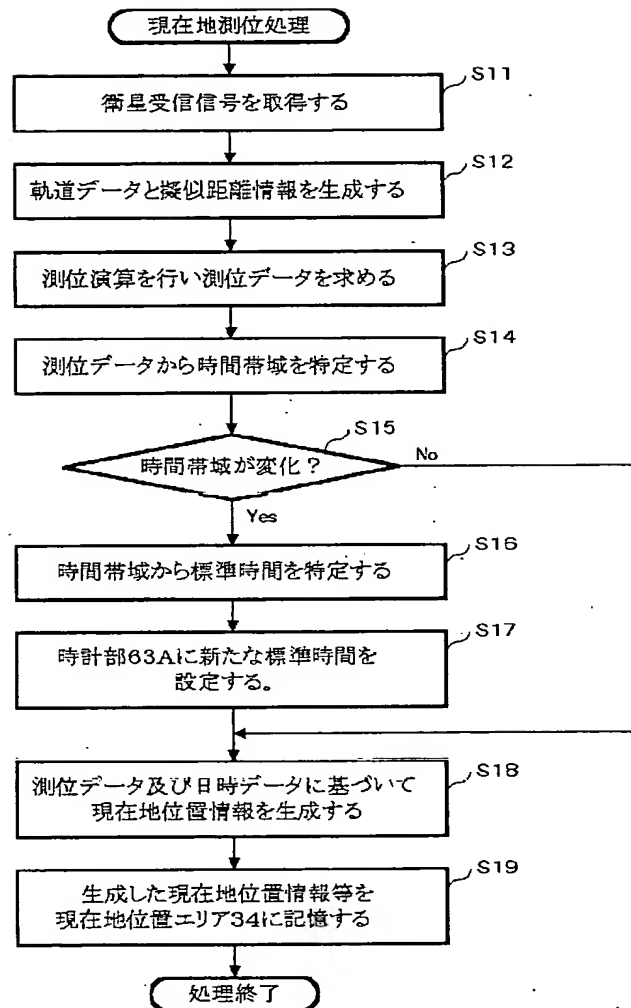 現在地測位処理
S11
衛星受信信号を取得する
S12
軌道データと擬似距離情報を生成する
S13
測位演算を行い測位データを求める
S14
測位データから時間帯域を特定する
S15
時間帯域が変化？
No
Yes
S16
時間帯域から標準時間を特定する
S17
時計部63Aに新たな標準時間を
設定する。
S18
測位データ及び日時データに基づいて
現在地位置情報を生成する
S19
生成した現在地位置情報等を
現在地位置エリア34に記憶する
処理終了